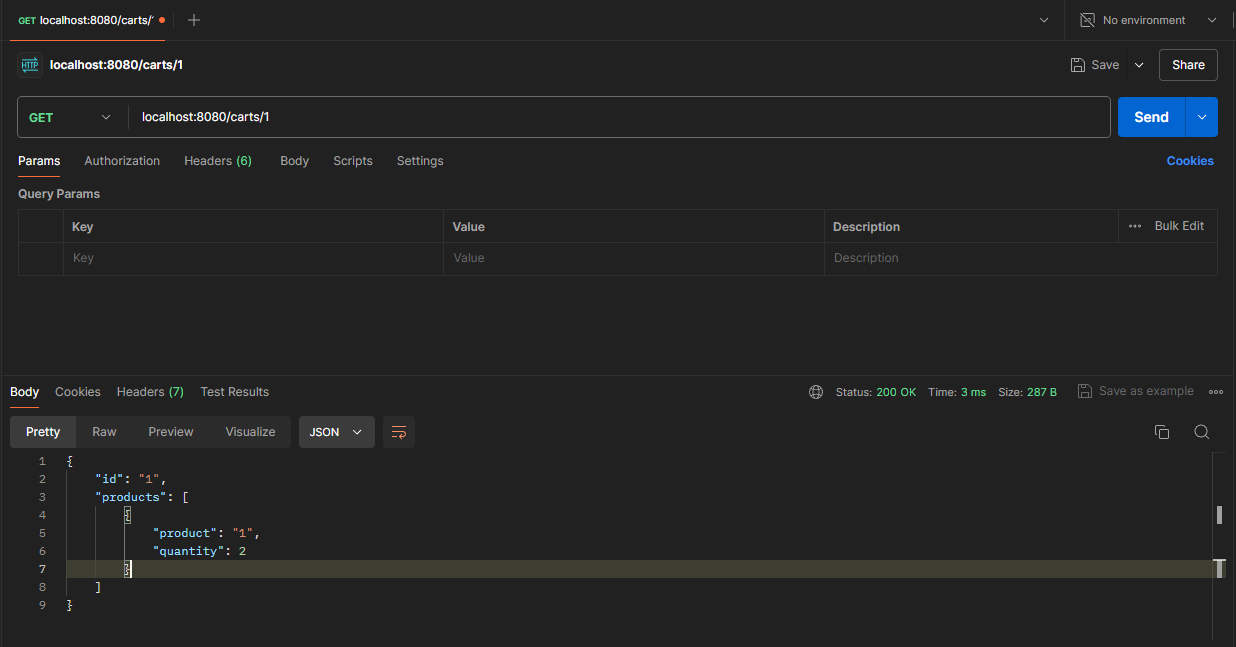 GET localhost:8080/carts/
No environment
HTTP localhost:8080/carts/1
Save
Share
GET localhost:8080/carts/1
Send
Params Authorization Headers (6) Body Scripts Settings Cookies
Query Params
Key Value Description ••• Bulk Edit
Key Value Description
Body Cookies Headers (7) Test Results Status: 200 OK Time: 3 ms Size: 287 B Save as example
Pretty Raw Preview Visualize JSON
1 {
2 "id": "1",
3 "products": [
4 {
5 "product": "1",
6 "quantity": 2
7 }
8 ]
9 }